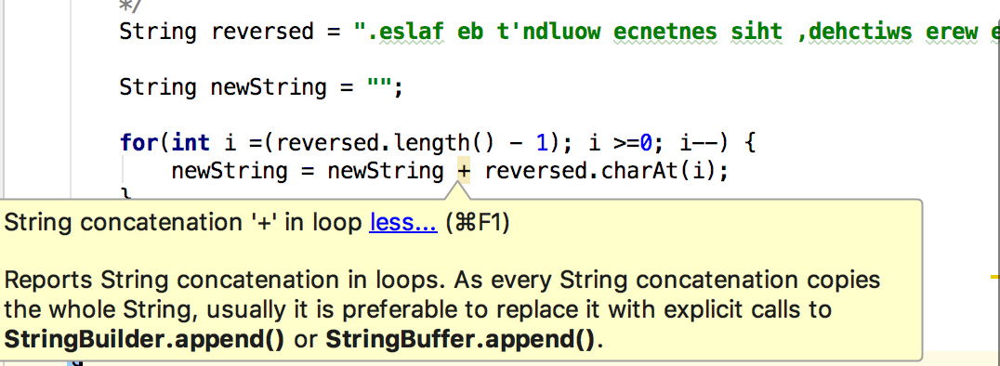 */
String reversed = ".eslaf eb t'ndluow ecnetnes siht ,dehctiws erew e
String newString = "";
for(int i =(reversed.length() - 1); i >=0; i--) {
newString = newString + reversed.charAt(i);
}
String concatenation '+' in loop less... (⌘F1)
Reports String concatenation in loops. As every String concatenation copies
the whole String, usually it is preferable to replace it with explicit calls to
StringBuilder.append() or StringBuffer.append().